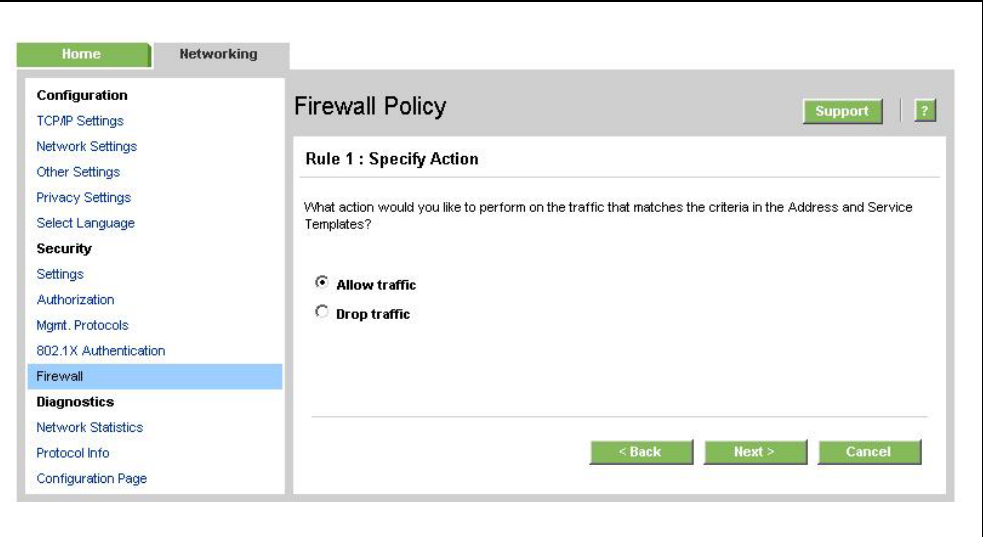 Home
Networking
Configuration
TCP/IP Settings
Network Settings
Other Settings
Privacy Settings
Select Language
Security
Settings
Authorization
Mgmt. Protocols
802.1X Authentication
Firewall
Diagnostics
Network Statistics
Protocol Info
Configuration Page
Firewall Policy
Support
?
Rule 1 : Specify Action
What action would you like to perform on the traffic that matches the criteria in the Address and Service
Templates?
Allow traffic
Drop traffic
< Back
Next >
Cancel